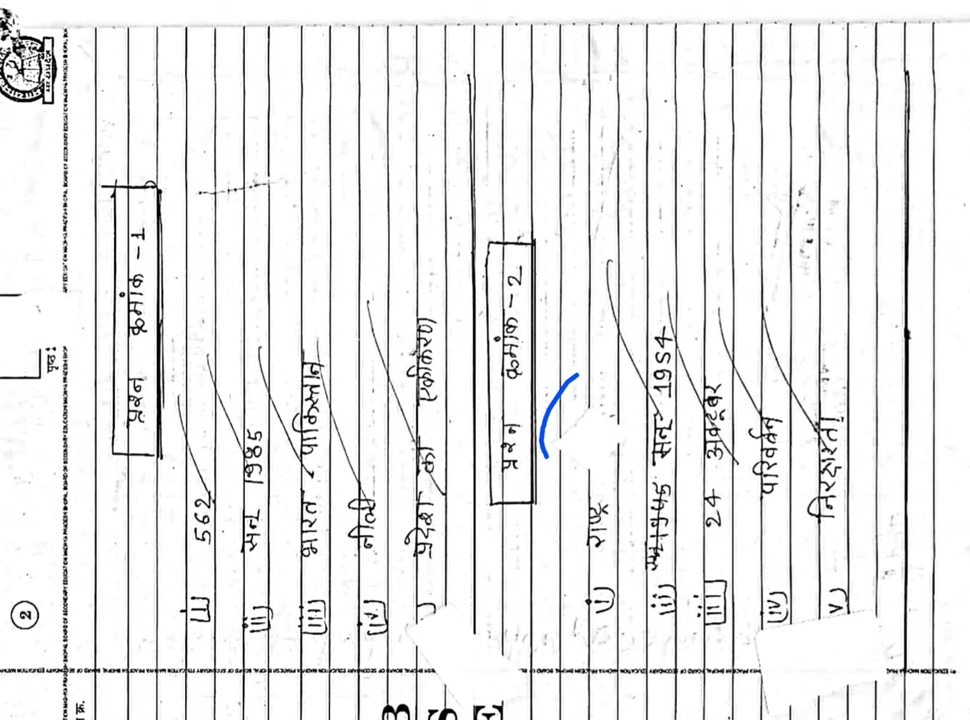 2
पृष्ठ
प्रश्न क्रमांक - 1
(i) 562
(ii) सन् 1985
(iii) भारत - पाकिस्तान
(iv) नीली
प्रदेश का एकीकरण
प्रश्न क्रमांक - 2
(i) राष्ट्र
(ii) सन् 1954
(iii) 24 अक्टूबर
(iv) परिवर्तन
v) निरक्षरता
B
S
E